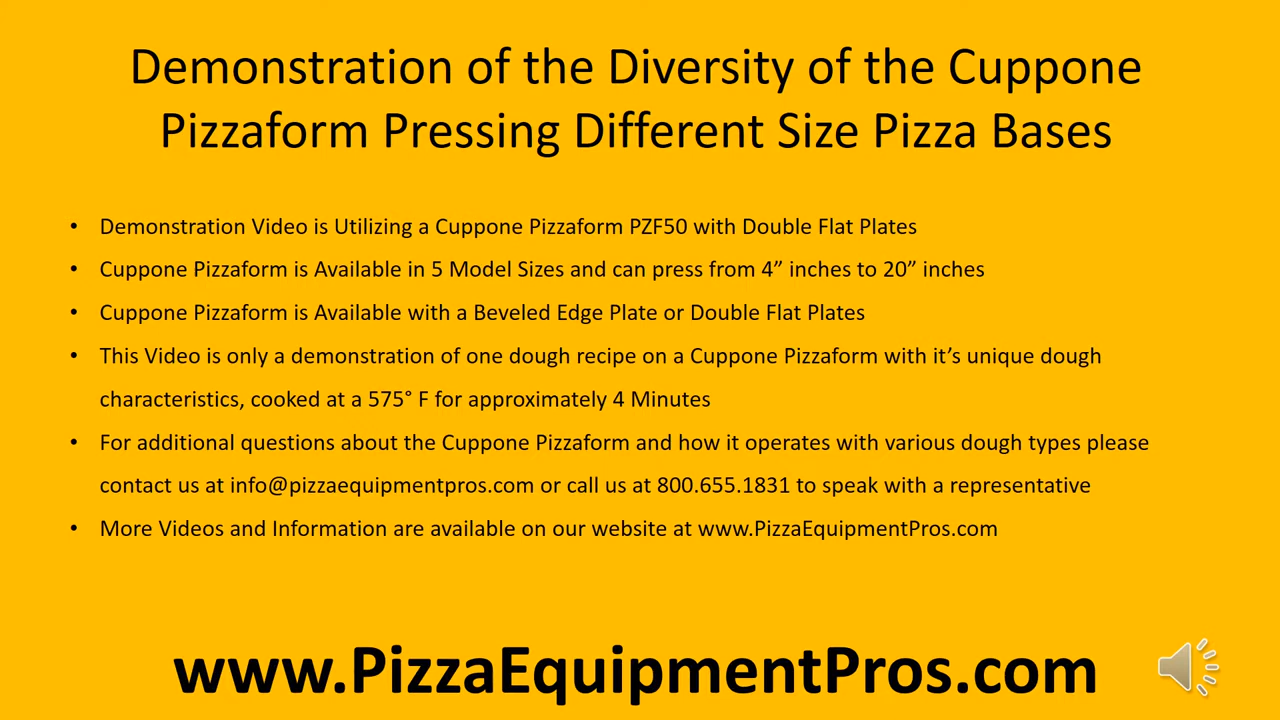 Demonstration of the Diversity of the Cuppone
Pizzaform Pressing Different Size Pizza Bases
• Demonstration Video is Utilizing a Cuppone Pizzaform PZF50 with Double Flat Plates
• Cuppone Pizzaform is Available in 5 Model Sizes and can press from 4” inches to 20” inches
• Cuppone Pizzaform is Available with a Beveled Edge Plate or Double Flat Plates
• This Video is only a demonstration of one dough recipe on a Cuppone Pizzaform with it’s unique dough
characteristics, cooked at a 575° F for approximately 4 Minutes
• For additional questions about the Cuppone Pizzaform and how it operates with various dough types please
contact us at info@pizzaequipmentpros.com or call us at 800.655.1831 to speak with a representative
• More Videos and Information are available on our website at www.PizzaEquipmentPros.com
www.PizzaEquipmentPros.com